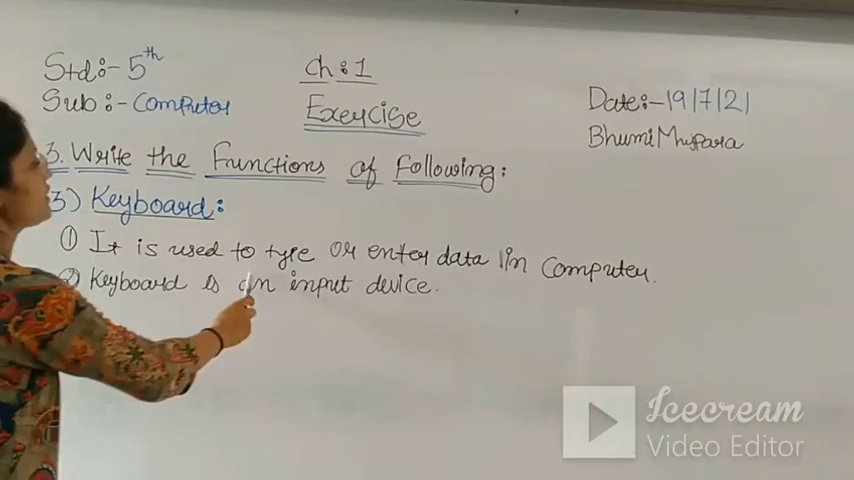 Std:- 5th
Ch:1
Sub:- Computer
Exercise
Date:-19/7/21
Bhumi
3. Write the Functions of Following:
3) Keyboard:
① It is used to type or enter data in Computer.
② Keyboard is an input device.
Icecream
Video Editor